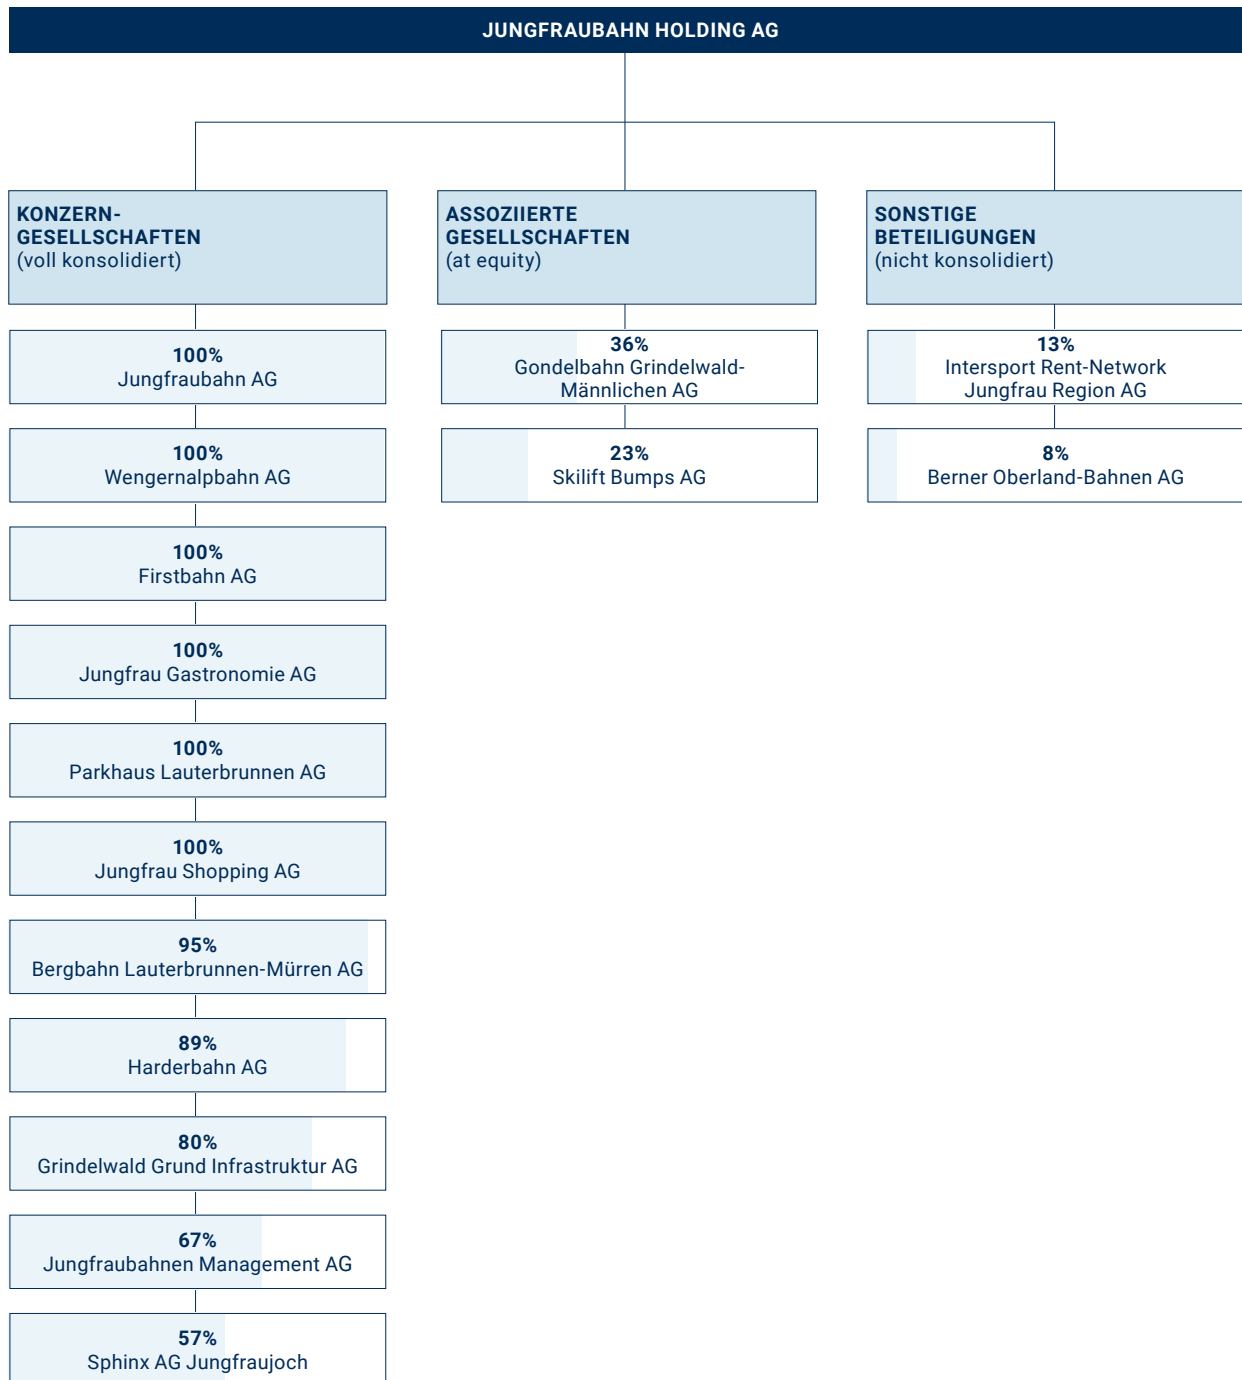 JUNGFRAUBAHN HOLDING AG
KONZERN-
GESELLSCHAFTEN
(voll konsolidiert)
100%
Jungfraubahn AG
100%
Wengernalpbahn AG
100%
Firstbahn AG
100%
Jungfrau Gastronomie AG
100%
Parkhaus Lauterbrunnen AG
100%
Jungfrau Shopping AG
95%
Bergbahn Lauterbrunnen-Mürren AG
89%
Harderbahn AG
80%
Grindelwald Grund Infrastruktur AG
67%
Jungfraubahnen Management AG
57%
Sphinx AG Jungfraujoch
ASSOZIIERTE
GESELLSCHAFTEN
(at equity)
36%
Gondelbahn Grindelwald-
Männlichen AG
23%
Skilift Bumps AG
SONSTIGE
BETEILIGUNGEN
(nicht konsolidiert)
13%
Intersport Rent-Network
Jungfrau Region AG
8%
Berner Oberland-Bahnen AG